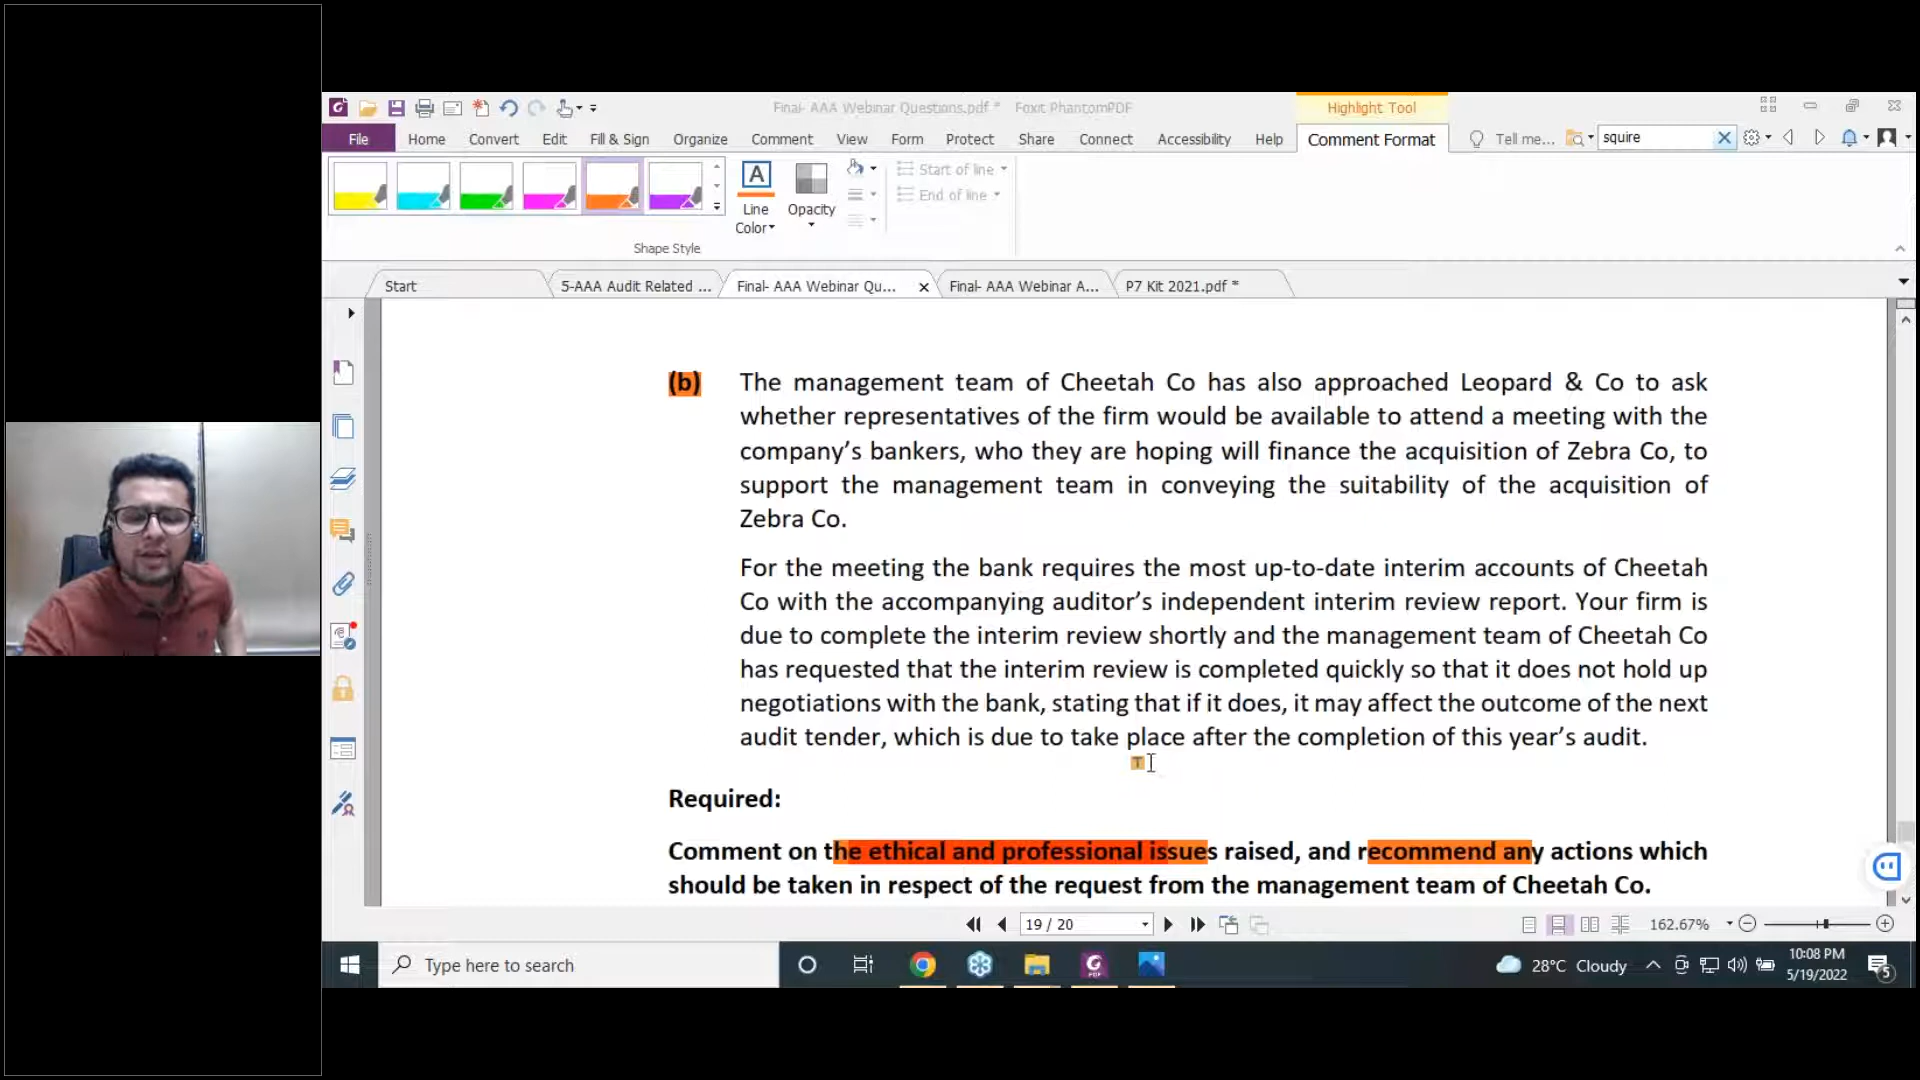 Final- AAA Webinar Questions.pdf * Foxit PhantomPDF
Highlight Tool
File Home Convert Edit Fill & Sign Organize Comment View Form Protect Share Connect Accessibility Help Comment Format Tell me... squire
Line Color
Opacity
Start of line
End of line
Shape Style
Start 5-AAA Audit Related ... Final- AAA Webinar Qu... Final- AAA Webinar A... P7 Kit 2021.pdf *
(b) The management team of Cheetah Co has also approached Leopard & Co to ask
whether representatives of the firm would be available to attend a meeting with the
company's bankers, who they are hoping will finance the acquisition of Zebra Co, to
support the management team in conveying the suitability of the acquisition of
Zebra Co.
For the meeting the bank requires the most up-to-date interim accounts of Cheetah
Co with the accompanying auditor's independent interim review report. Your firm is
due to complete the interim review shortly and the management team of Cheetah Co
has requested that the interim review is completed quickly so that it does not hold up
negotiations with the bank, stating that if it does, it may affect the outcome of the next
audit tender, which is due to take place after the completion of this year's audit.
Required:
Comment on the ethical and professional issues raised, and recommend any actions which
should be taken in respect of the request from the management team of Cheetah Co.
19 / 20
162.67%
Type here to search
28°C Cloudy
10:08 PM
5/19/2022
5